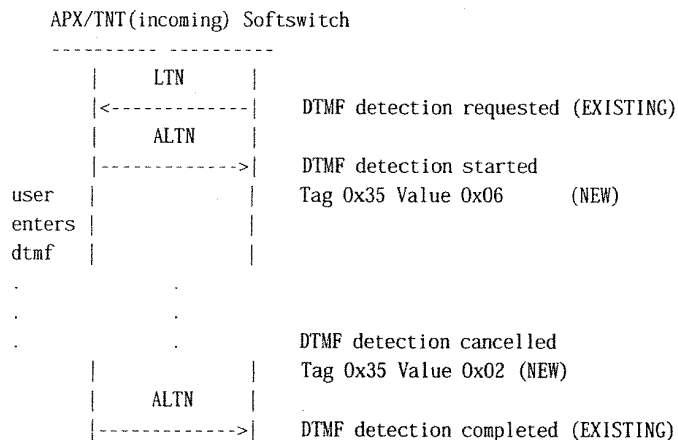 APX/TNT(incoming) Softswitch
---------- ----------
| LTN |
|<-------------| DTMF detection requested (EXISTING)
| ALTN |
|------------->| DTMF detection started
user | | Tag 0x35 Value 0x06 (NEW)
enters | |
dtmf | |
. .
. .
. . DTMF detection cancelled
| | Tag 0x35 Value 0x02 (NEW)
| ALTN |
|------------->| DTMF detection completed (EXISTING)